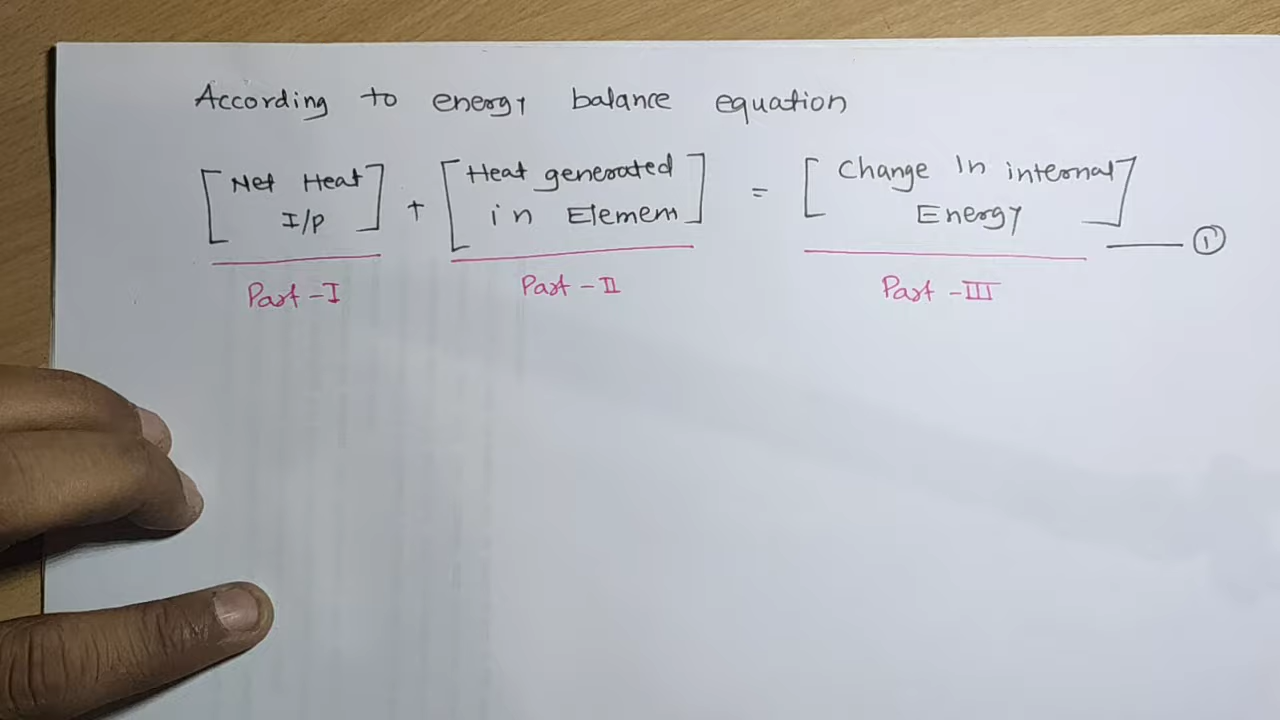 According to energy balance equation
[Net Heat I/P] + [Heat generated in Elemem] = [Change In internal Energy] —— ①
Part-I Part-II Part-III